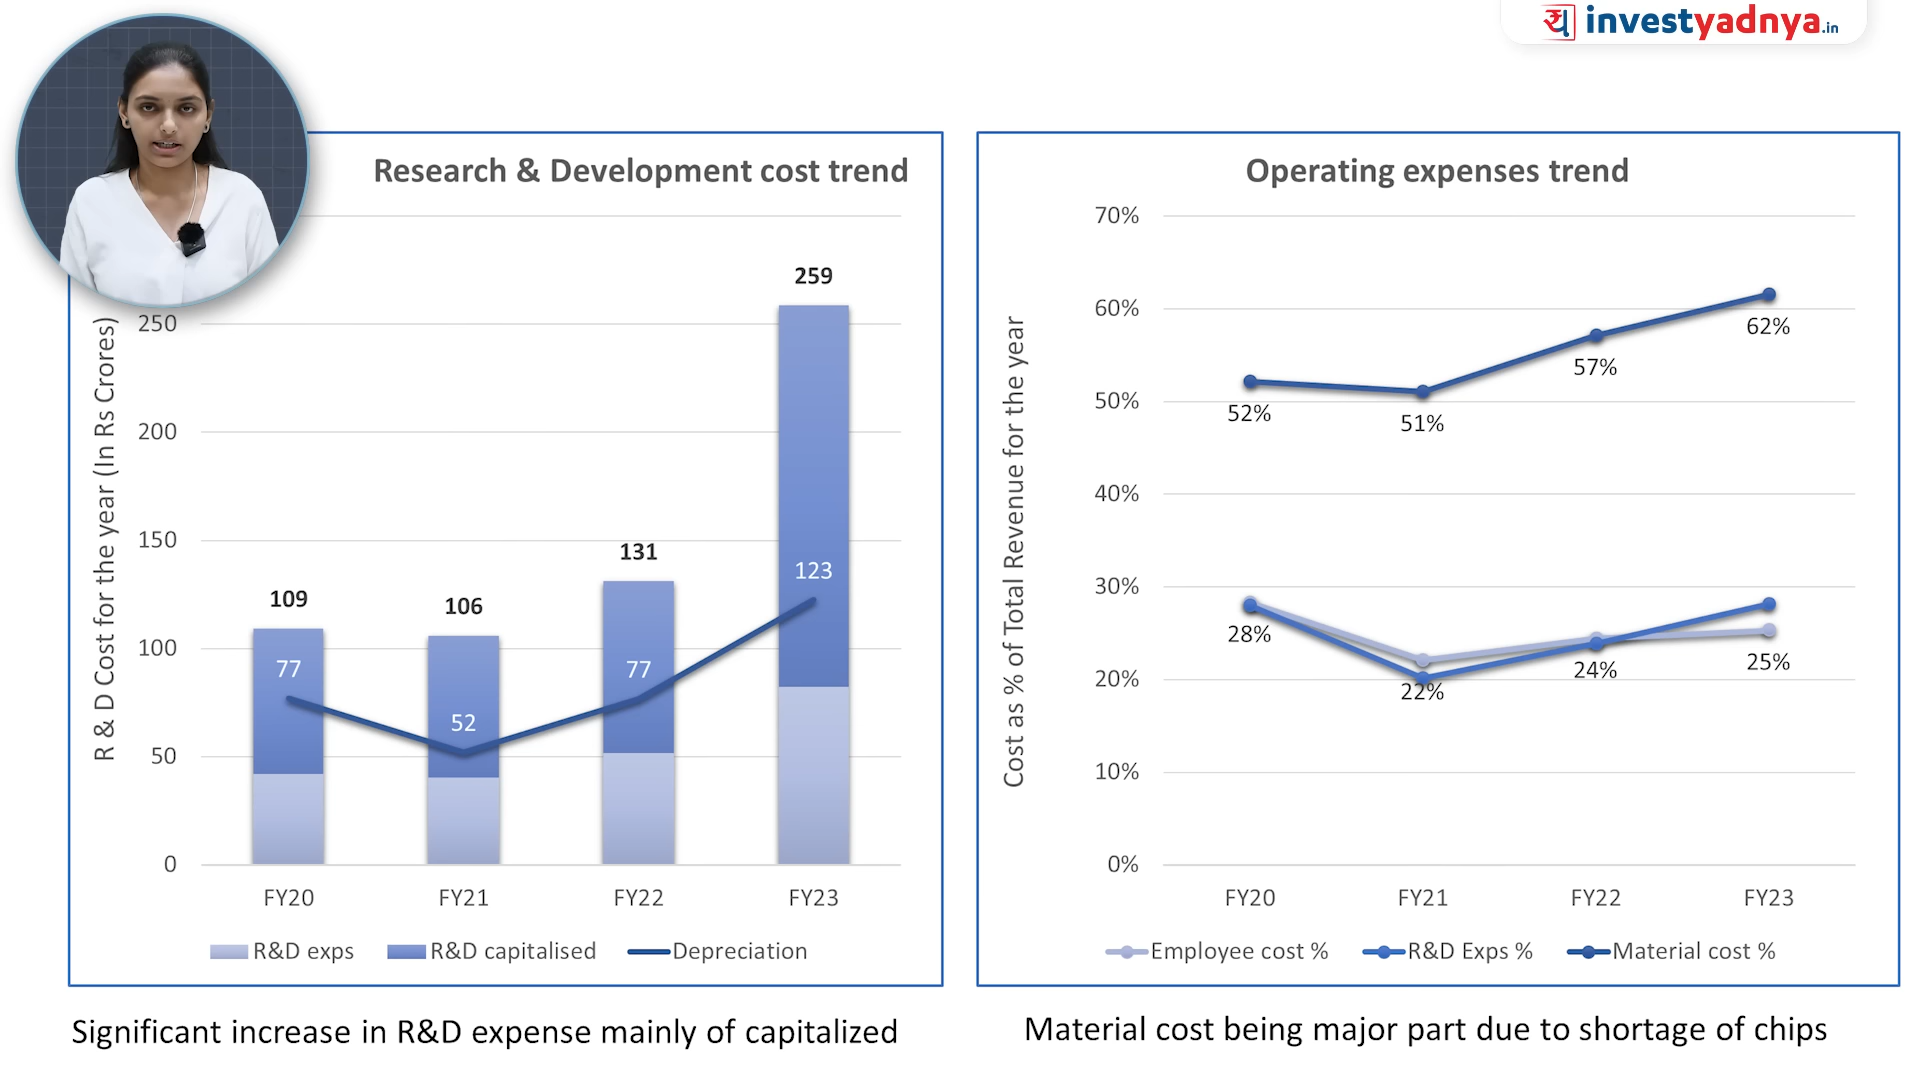 investyadnya.in
Research & Development cost trend
R & D Cost for the year (In Rs Crores)
250
200
150
100
50
0
109
106
131
259
77
52
77
123
FY20 FY21 FY22 FY23
R&D exps R&D capitalised Depreciation
Significant increase in R&D expense mainly of capitalized
Operating expenses trend
Cost as % of Total Revenue for the year
70%
60%
50%
40%
30%
20%
10%
0%
52%
51%
57%
62%
28%
22%
24%
25%
FY20 FY21 FY22 FY23
Employee cost % R&D Exps % Material cost %
Material cost being major part due to shortage of chips